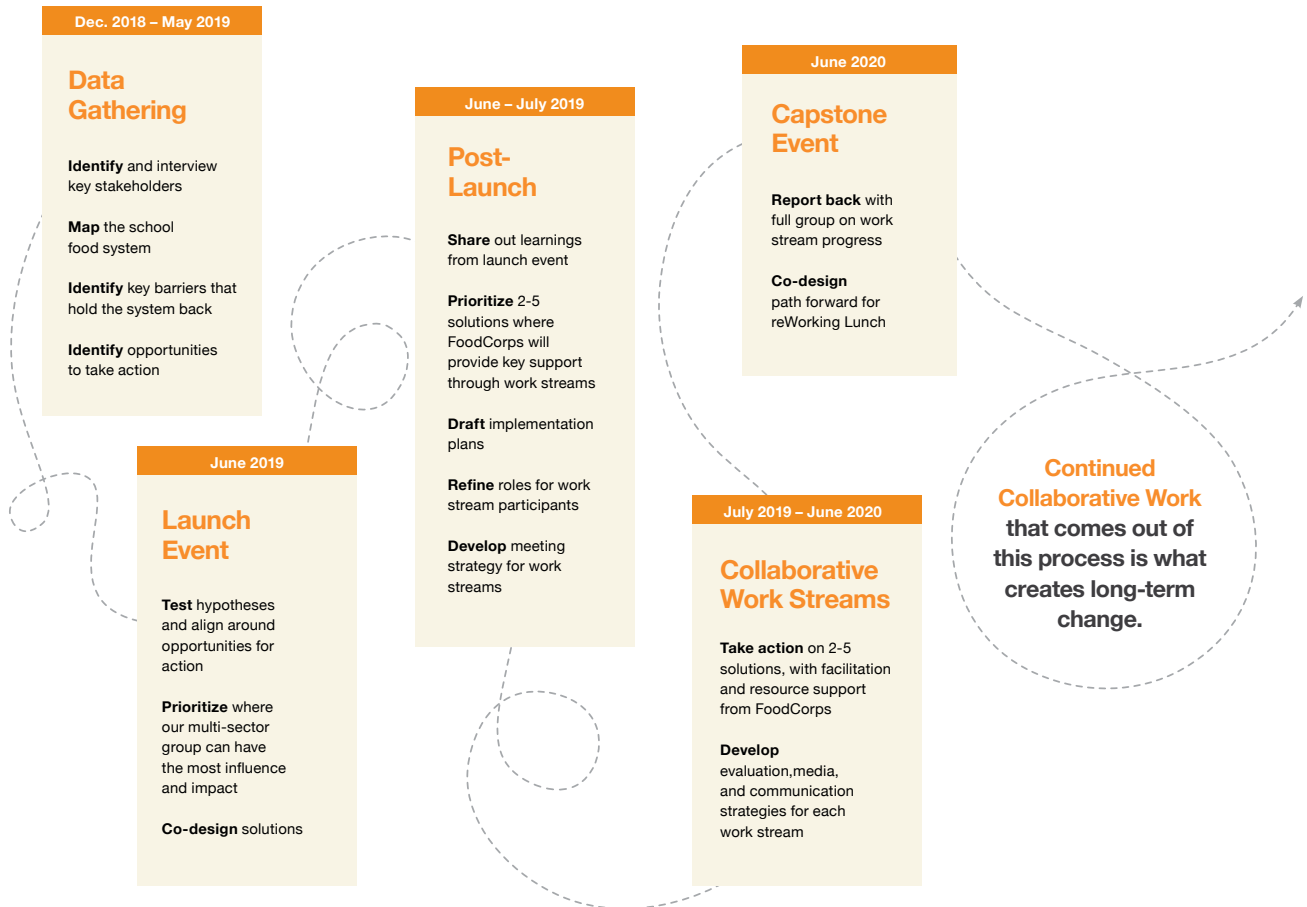 Dec. 2018 – May 2019
Data
Gathering
Identify and interview
key stakeholders
Map the school
food system
Identify key barriers that
hold the system back
Identify opportunities
to take action
June 2019
Launch
Event
Test hypotheses
and align around
opportunities for
action
Prioritize where
our multi-sector
group can have
the most influence
and impact
Co-design solutions
June – July 2019
Post-
Launch
Share out learnings
from launch event
Prioritize 2-5
solutions where
FoodCorps will
provide key support
through work streams
Draft implementation
plans
Refine roles for work
stream participants
Develop meeting
strategy for work
streams
July 2019 – June 2020
Collaborative
Work Streams
Take action on 2-5
solutions, with facilitation
and resource support
from FoodCorps
Develop
evaluation,media,
and communication
strategies for each
work stream
June 2020
Capstone
Event
Report back with
full group on work
stream progress
Co-design
path forward for
reWorking Lunch
Continued
Collaborative Work
that comes out of
this process is what
creates long-term
change.